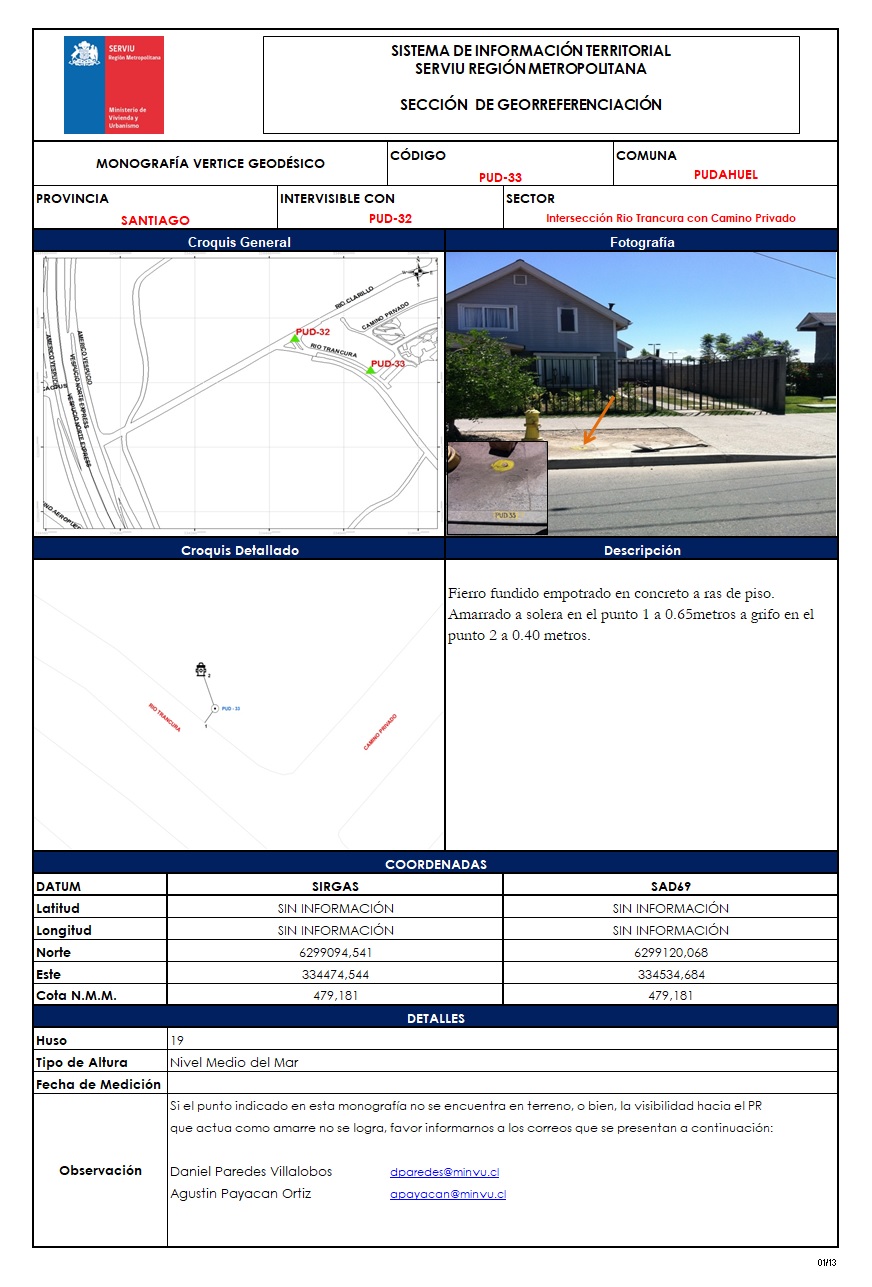 SERVIU
Región Metropolitana
Ministerio de
Vivienda y
Urbanismo
SISTEMA DE INFORMACIÓN TERRITORIAL
SERVIU REGIÓN METROPOLITANA
SECCIÓN DE GEORREFERENCIACIÓN
MONOGRAFÍA VERTICE GEODÉSICO
CÓDIGO
PUD-33
COMUNA
PUDAHUEL
PROVINCIA
SANTIAGO
INTERVISIBLE CON
PUD-32
SECTOR
Intersección Rio Trancura con Camino Privado
Croquis General
Fotografía
N
W
E
S
RIO CLARILLO
CAMINO PRIVADO
PUD-32
RIO TRANCURA
PUD-33
AMERICO VESPUCIO
AMERICO VESPUCIO
VESPUCIO NORTE EXPRESS
VESPUCIO NORTE EXPRESS
PUD33
Croquis Detallado
Descripción
Fierro fundido empotrado en concreto a ras de piso.
Amarrado a solera en el punto 1 a 0.65metros a grifo en el
punto 2 a 0.40 metros.
2
PUD - 33
1
RIO TRANCURA
CAMINO PRIVADO
COORDENADAS
DATUM SIRGAS SAD69
Latitud SIN INFORMACIÓN SIN INFORMACIÓN
Longitud SIN INFORMACIÓN SIN INFORMACIÓN
Norte 6299094,541 6299120,068
Este 334474,544 334534,684
Cota N.M.M. 479,181 479,181
DETALLES
Huso 19
Tipo de Altura Nivel Medio del Mar
Fecha de Medición
Observación
Si el punto indicado en esta monografía no se encuentra en terreno, o bien, la visibilidad hacia el PR
que actua como amarre no se logra, favor informarnos a los correos que se presentan a continuación:
Daniel Paredes Villalobos dparedes@minvu.cl
Agustin Payacan Ortiz apayacan@minvu.cl
01/13